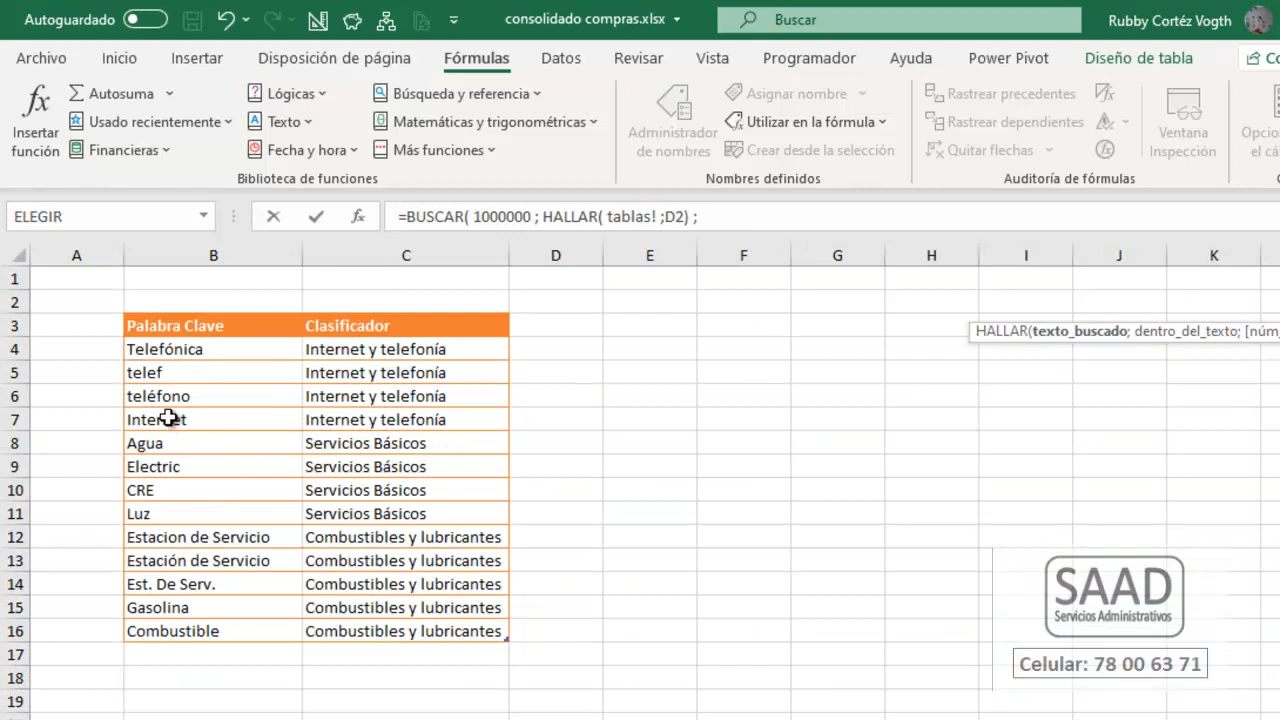 Autoguardado
consolidado compras.xlsx
Buscar
Rubby Cortéz Vogth
Archivo Inicio Insertar Disposición de página Fórmulas Datos Revisar Vista Programador Ayuda Power Pivot Diseño de tabla Co
fx Insertar función
Autosuma
Usado recientemente
Financieras
Lógicas
Texto
Fecha y hora
Búsqueda y referencia
Matemáticas y trigonométricas
Más funciones
Biblioteca de funciones
Administrador de nombres
Asignar nombre
Utilizar en la fórmula
Crear desde la selección
Nombres definidos
Rastrear precedentes
Rastrear dependientes
Quitar flechas
Ventana Inspección
Auditoría de fórmulas
Opcio
el cá
ELEGIR
fx
=BUSCAR( 1000000 ; HALLAR( tablas! ;D2) ;
A B C D E F G H I J K
1
2
3 Palabra Clave Clasificador
HALLAR(texto_buscado; dentro_del_texto; [núm_
4 Telefónica Internet y telefonía
5 telef Internet y telefonía
6 teléfono Internet y telefonía
7 Internet Internet y telefonía
8 Agua Servicios Básicos
9 Electric Servicios Básicos
10 CRE Servicios Básicos
11 Luz Servicios Básicos
12 Estacion de Servicio Combustibles y lubricantes
13 Estación de Servicio Combustibles y lubricantes
14 Est. De Serv. Combustibles y lubricantes
15 Gasolina Combustibles y lubricantes
16 Combustible Combustibles y lubricantes
17
18
19
SAAD
Servicios Administrativos
Celular: 78 00 63 71